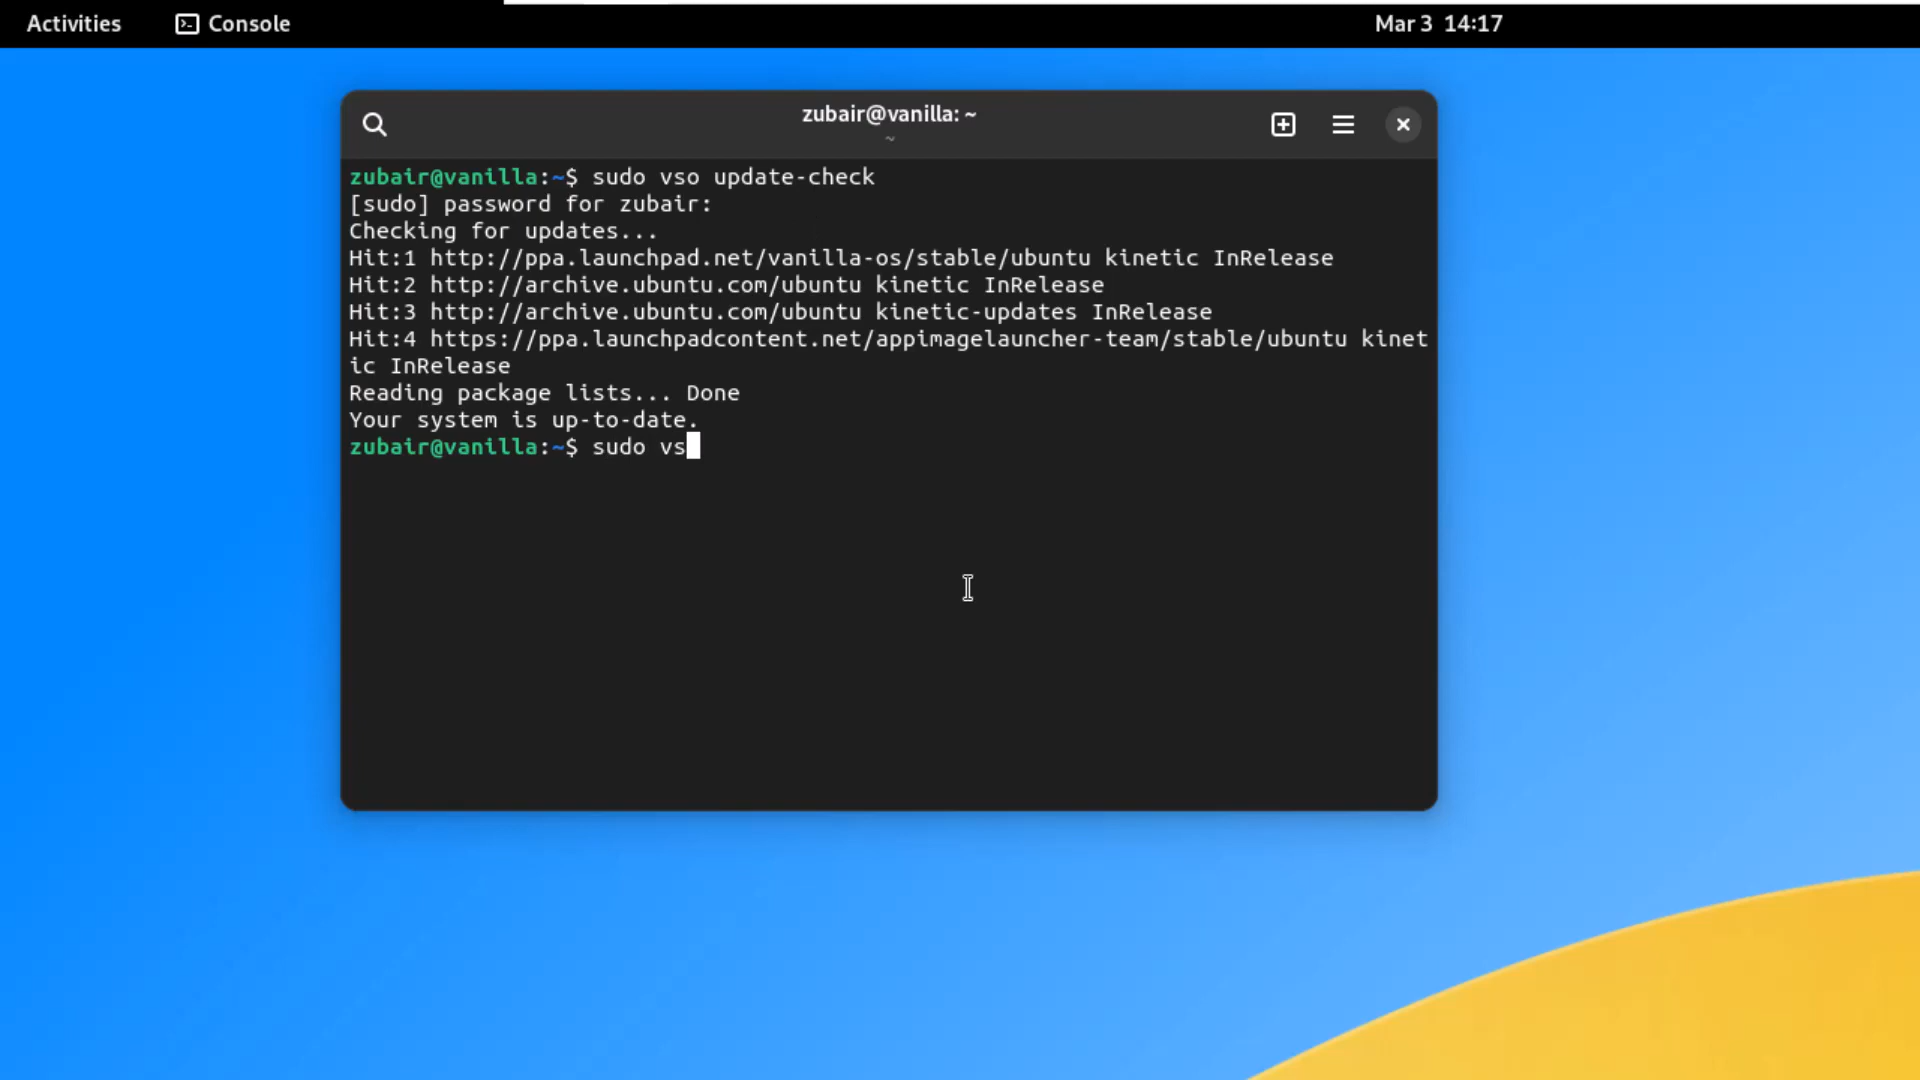 Activities Console Mar 3 14:17
zubair@vanilla: ~
~
zubair@vanilla:~$ sudo vso update-check
[sudo] password for zubair:
Checking for updates...
Hit:1 http://ppa.launchpad.net/vanilla-os/stable/ubuntu kinetic InRelease
Hit:2 http://archive.ubuntu.com/ubuntu kinetic InRelease
Hit:3 http://archive.ubuntu.com/ubuntu kinetic-updates InRelease
Hit:4 https://ppa.launchpadcontent.net/appimagelauncher-team/stable/ubuntu kinet
ic InRelease
Reading package lists... Done
Your system is up-to-date.
zubair@vanilla:~$ sudo vs